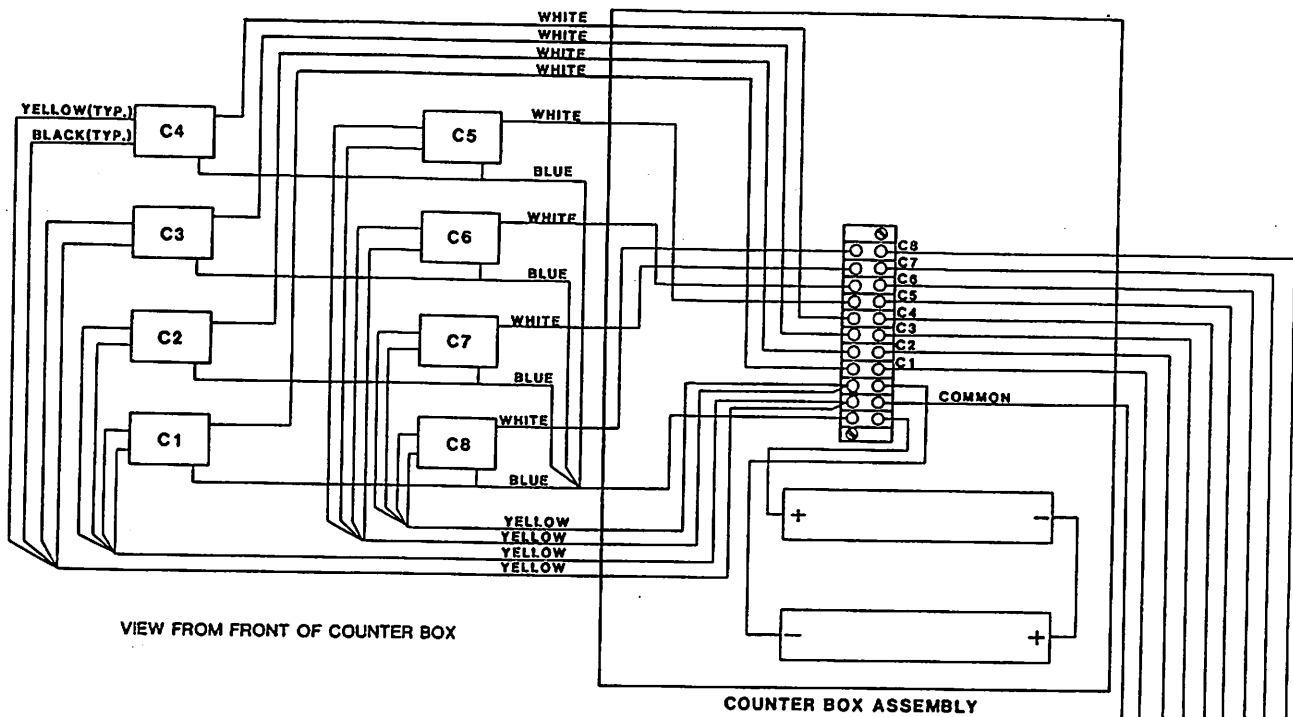 WHITE
WHITE
WHITE
WHITE
YELLOW(TYP.)
BLACK(TYP.)
C4
C5
WHITE
BLUE
C3
C6
WHITE
BLUE
C2
C7
WHITE
BLUE
C1
C8
WHITE
BLUE
C8
C7
C6
C5
C4
C3
C2
C1
COMMON
YELLOW
YELLOW
YELLOW
YELLOW
+ -
- +
VIEW FROM FRONT OF COUNTER BOX
COUNTER BOX ASSEMBLY